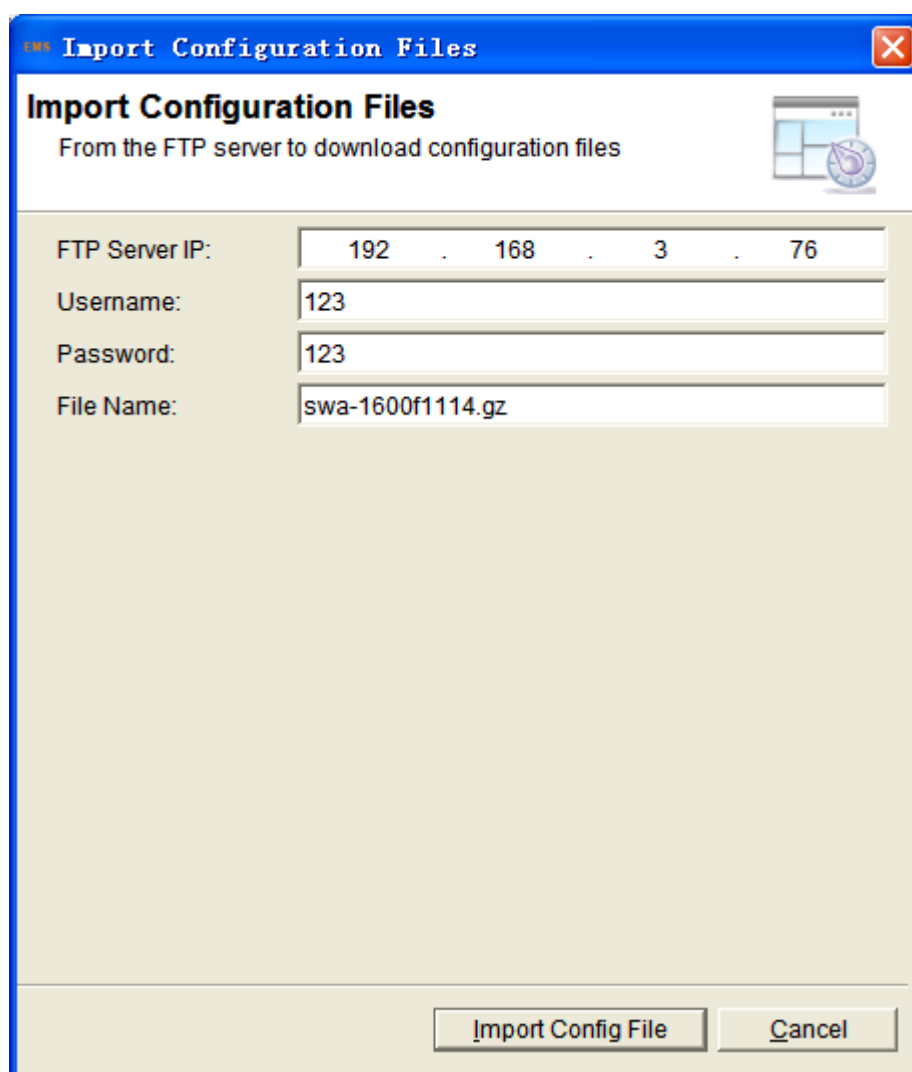 EMS Import Configuration Files
Import Configuration Files
From the FTP server to download configuration files
FTP Server IP: 192 . 168 . 3 . 76
Username: 123
Password: 123
File Name: swa-1600f1114.gz
Import Config File Cancel